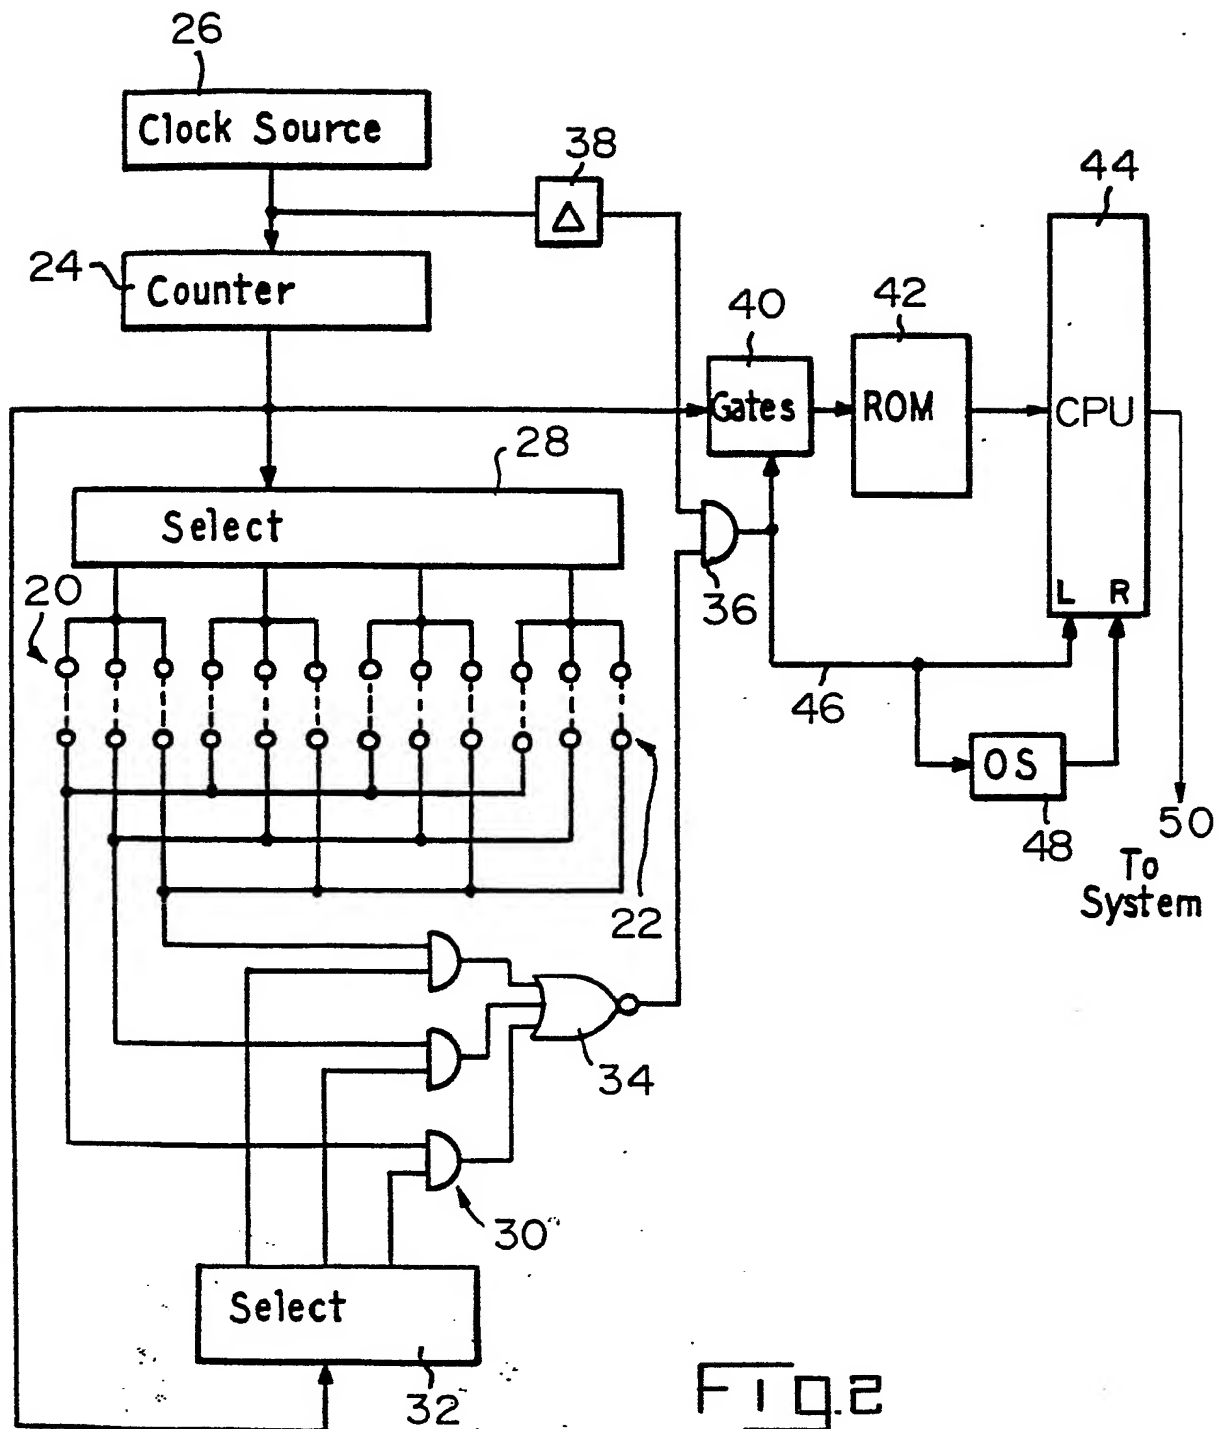 26
Clock Source
38
Δ
44
24
Counter
40
42
Gates
ROM
CPU
28
Select
20
36
L R
46
OS
48
50
To
System
22
34
30
Select
32
Fig.2